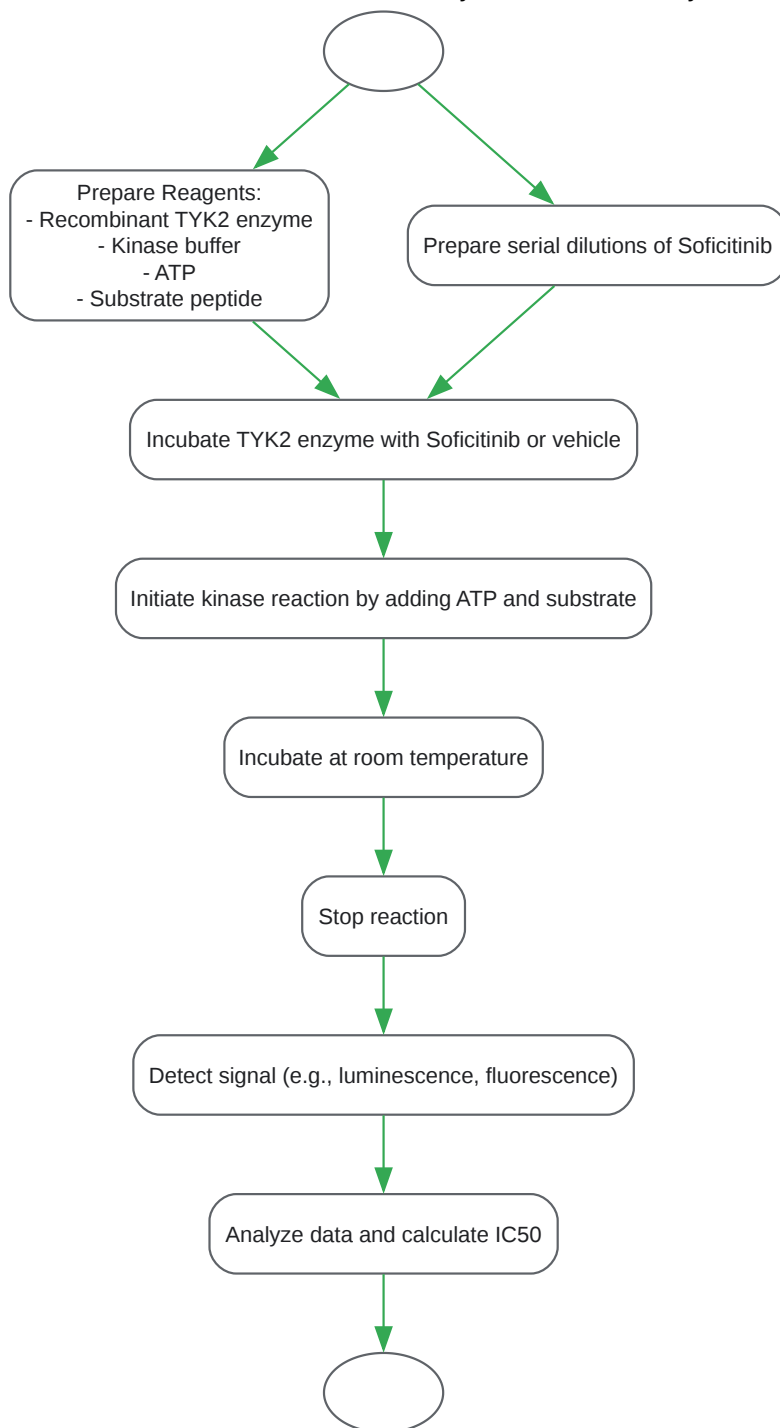 Prepare Reagents:
- Recombinant TYK2 enzyme
- Kinase buffer
- ATP
- Substrate peptide
Prepare serial dilutions of Soficitinib
Incubate TYK2 enzyme with Soficitinib or vehicle
Initiate kinase reaction by adding ATP and substrate
Incubate at room temperature
Stop reaction
Detect signal (e.g., luminescence, fluorescence)
Analyze data and calculate IC50